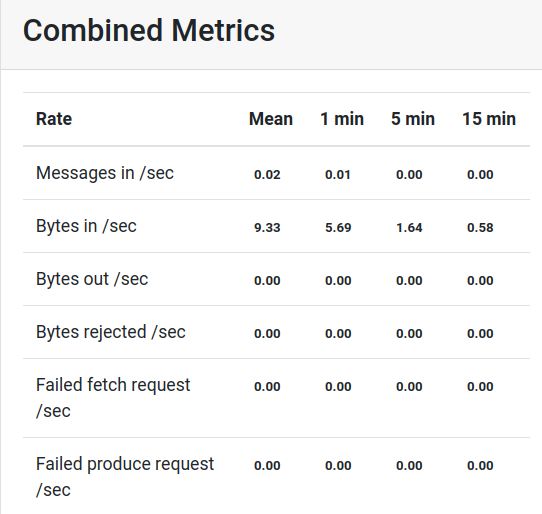 Combined Metrics
Rate Mean 1 min 5 min 15 min
Messages in /sec 0.02 0.01 0.00 0.00
Bytes in /sec 9.33 5.69 1.64 0.58
Bytes out /sec 0.00 0.00 0.00 0.00
Bytes rejected /sec 0.00 0.00 0.00 0.00
Failed fetch request 0.00 0.00 0.00 0.00
/sec
Failed produce request 0.00 0.00 0.00 0.00
/sec